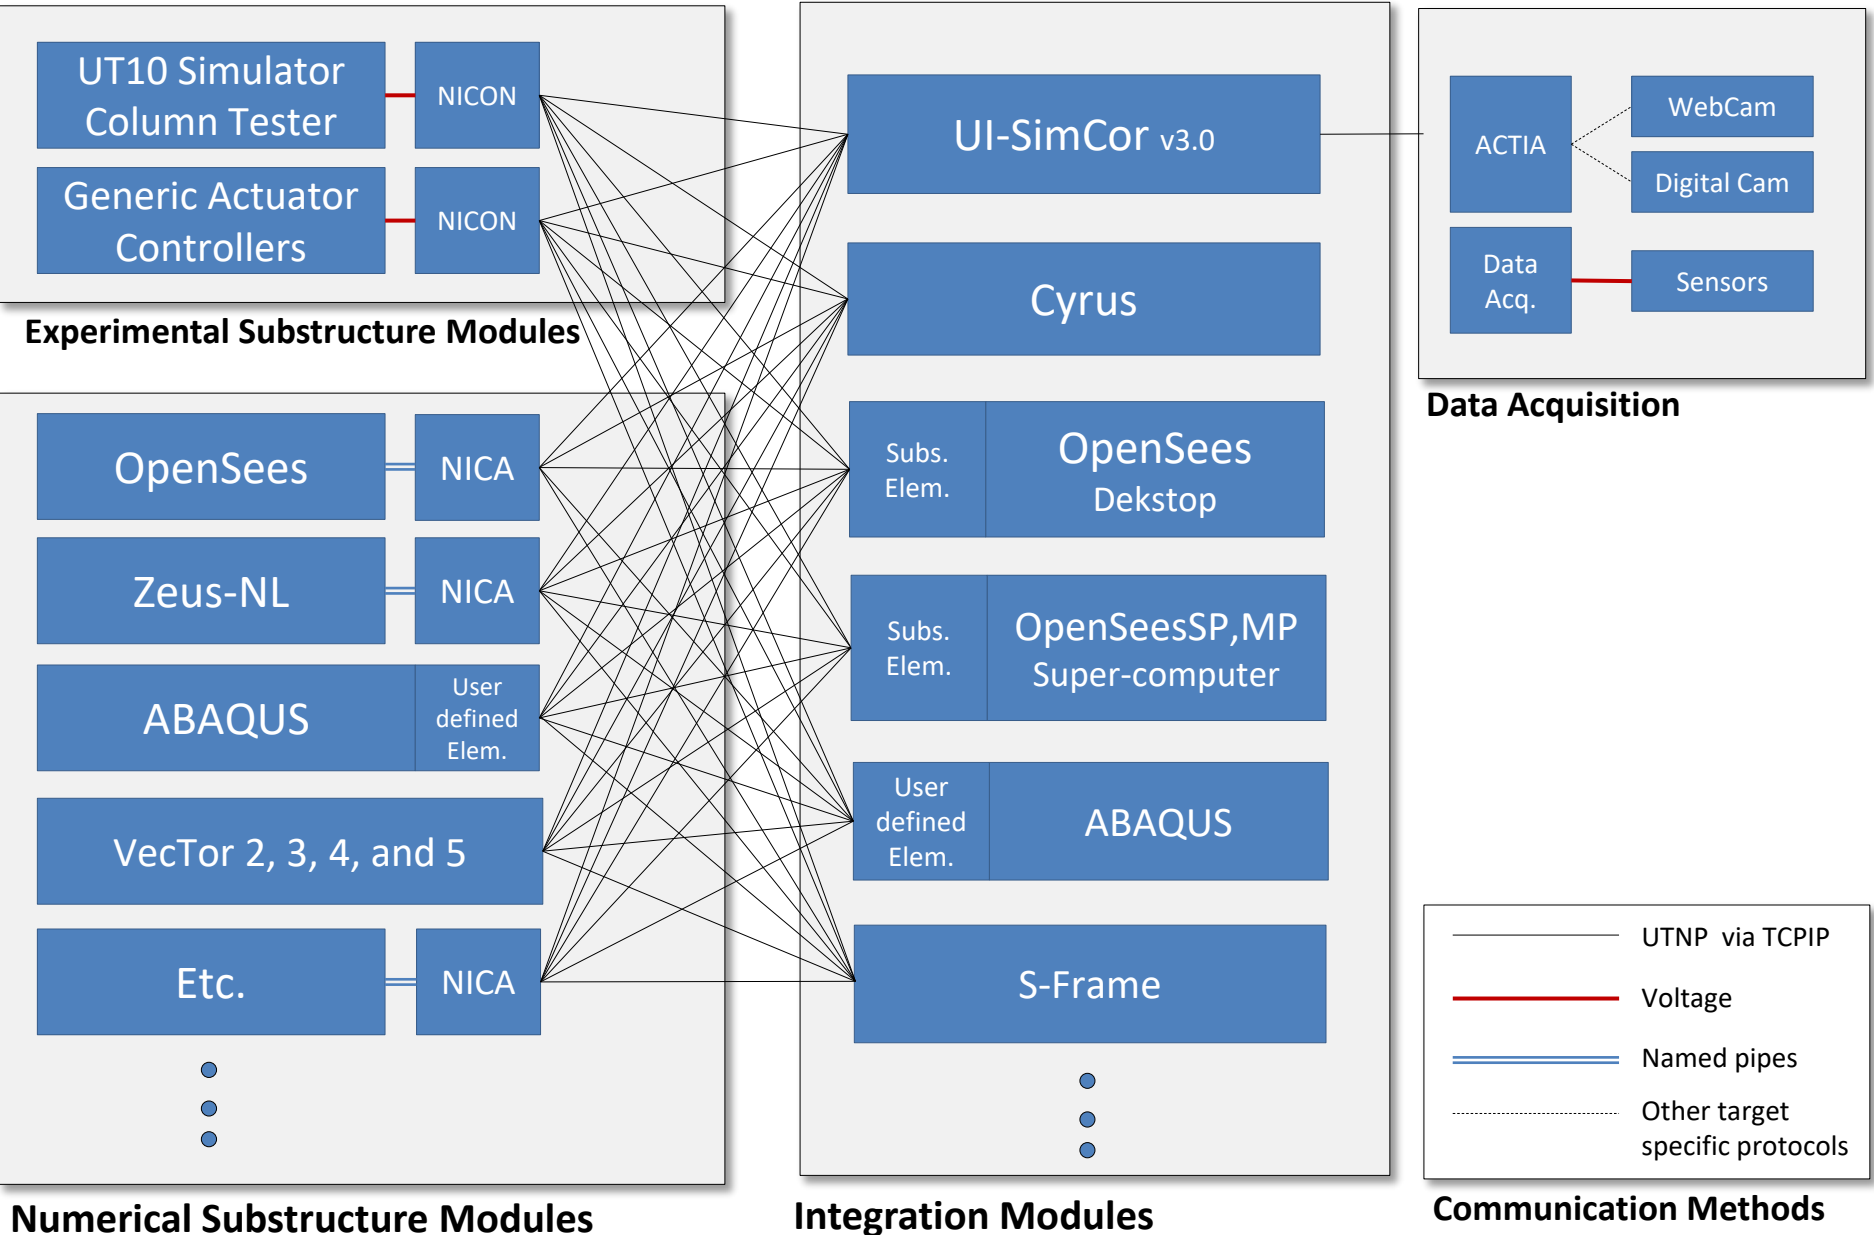 UT10 Simulator
Column Tester
NICON
Generic Actuator
Controllers
NICON
Experimental Substructure Modules
OpenSees
NICA
Zeus-NL
NICA
ABAQUS
User
defined
Elem.
VecTor 2, 3, 4, and 5
Etc.
NICA
Numerical Substructure Modules
UI-SimCor v3.0
Cyrus
Subs.
Elem.
OpenSees
Dekstop
Subs.
Elem.
OpenSeesSP,MP
Super-computer
User
defined
Elem.
ABAQUS
S-Frame
Integration Modules
ACTIA
WebCam
Digital Cam
Data
Acq.
Sensors
Data Acquisition
UTNP via TCPIP
Voltage
Named pipes
Other target
specific protocols
Communication Methods